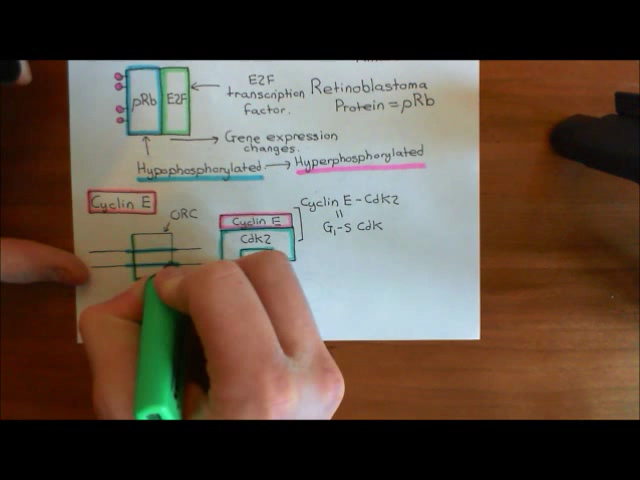 pRb
E2F
E2F
transcription
factor.
Retinoblastoma
Protein = pRb
Gene expression
changes.
Hypophosphorylated
Hyperphosphorylated
Cyclin E
ORC
Cyclin E
Cdk2
Cyclin E - Cdk2
=
G1-S Cdk